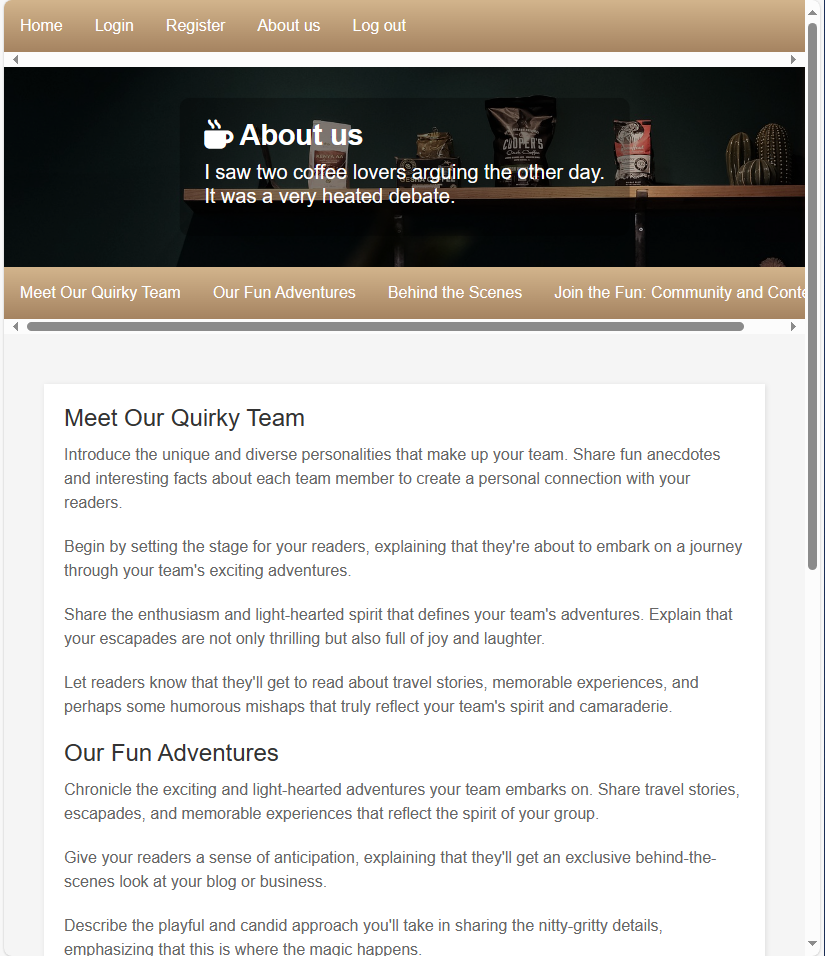 Home Login Register About us Log out
About us
COOPER'S
I saw two coffee lovers arguing the other day.
It was a very heated debate.
Meet Our Quirky Team Our Fun Adventures Behind the Scenes Join the Fun: Community and Conte
Meet Our Quirky Team
Introduce the unique and diverse personalities that make up your team. Share fun anecdotes
and interesting facts about each team member to create a personal connection with your
readers.
Begin by setting the stage for your readers, explaining that they're about to embark on a journey
through your team's exciting adventures.
Share the enthusiasm and light-hearted spirit that defines your team's adventures. Explain that
your escapades are not only thrilling but also full of joy and laughter.
Let readers know that they'll get to read about travel stories, memorable experiences, and
perhaps some humorous mishaps that truly reflect your team's spirit and camaraderie.
Our Fun Adventures
Chronicle the exciting and light-hearted adventures your team embarks on. Share travel stories,
escapades, and memorable experiences that reflect the spirit of your group.
Give your readers a sense of anticipation, explaining that they'll get an exclusive behind-the-
scenes look at your blog or business.
Describe the playful and candid approach you'll take in sharing the nitty-gritty details,
emphasizing that this is where the magic happens.